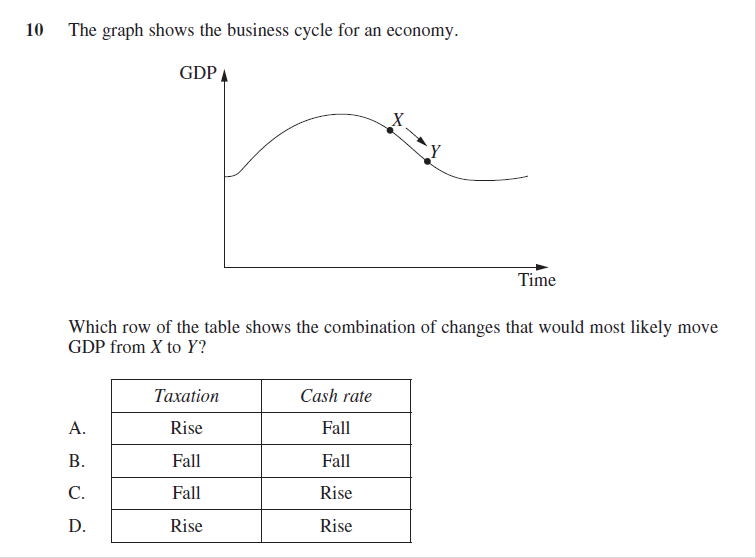 10 The graph shows the business cycle for an economy.
GDP
X
Y
Time
Which row of the table shows the combination of changes that would most likely move
GDP from X to Y?
Taxation Cash rate
A. Rise Fall
B. Fall Fall
C. Fall Rise
D. Rise Rise